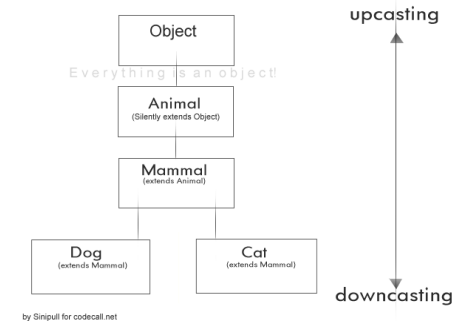 upcasting
Object
Everything is an object!
Animal
(Silently extends Object)
Mammal
(extends Animal)
Dog
(extends Mammal)
Cat
(extends Mammal)
downcasting
by Sinipull for codecall.net